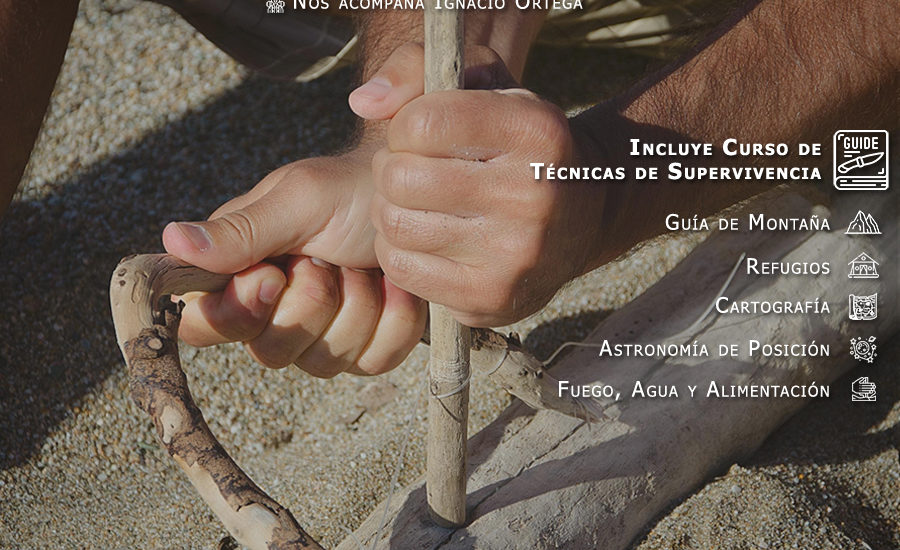 Nos acompaña Ignacio Ortega
Incluye Curso de
Técnicas de Supervivencia
GUIDE
Guía de Montaña
Refugios
Cartografía
Astronomía de Posición
Fuego, Agua y Alimentación